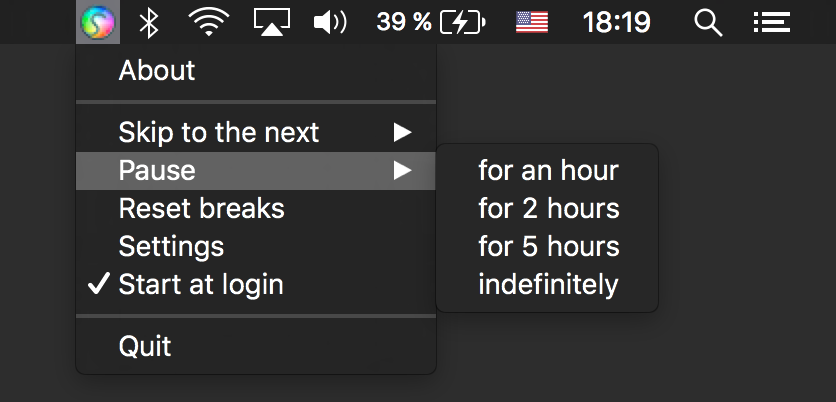 39 %
18:19
About
Skip to the next
Pause
for an hour
Reset breaks
for 2 hours
Settings
for 5 hours
Start at login
indefinitely
Quit